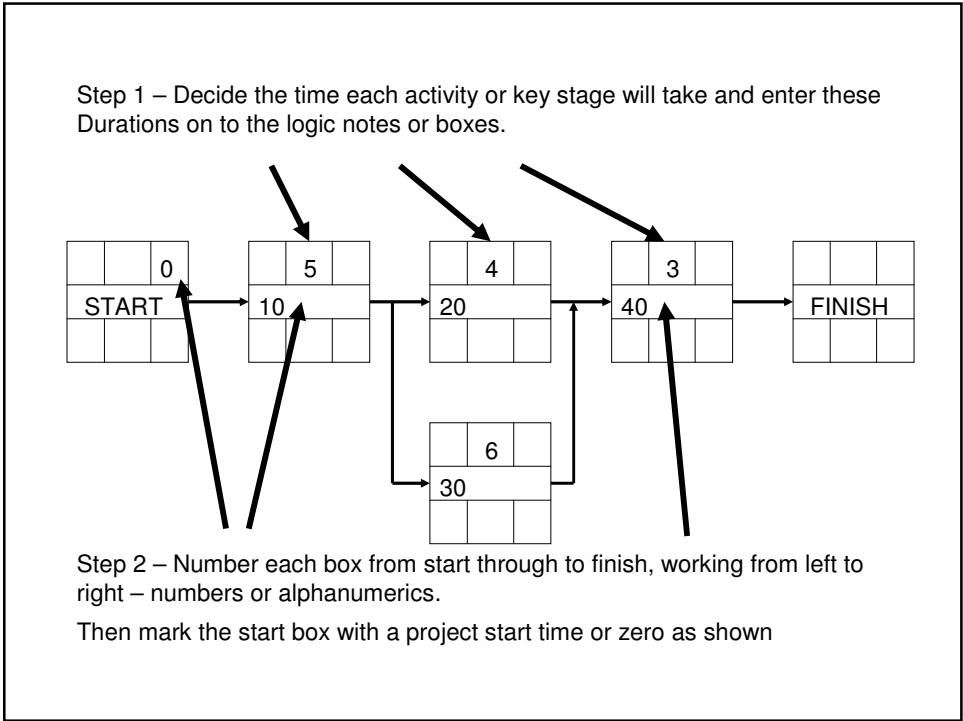 Step 1 – Decide the time each activity or key stage will take and enter these
Durations on to the logic notes or boxes.
0
5
4
3
START
10
20
40
FINISH
6
30
Step 2 – Number each box from start through to finish, working from left to
right – numbers or alphanumerics.
Then mark the start box with a project start time or zero as shown